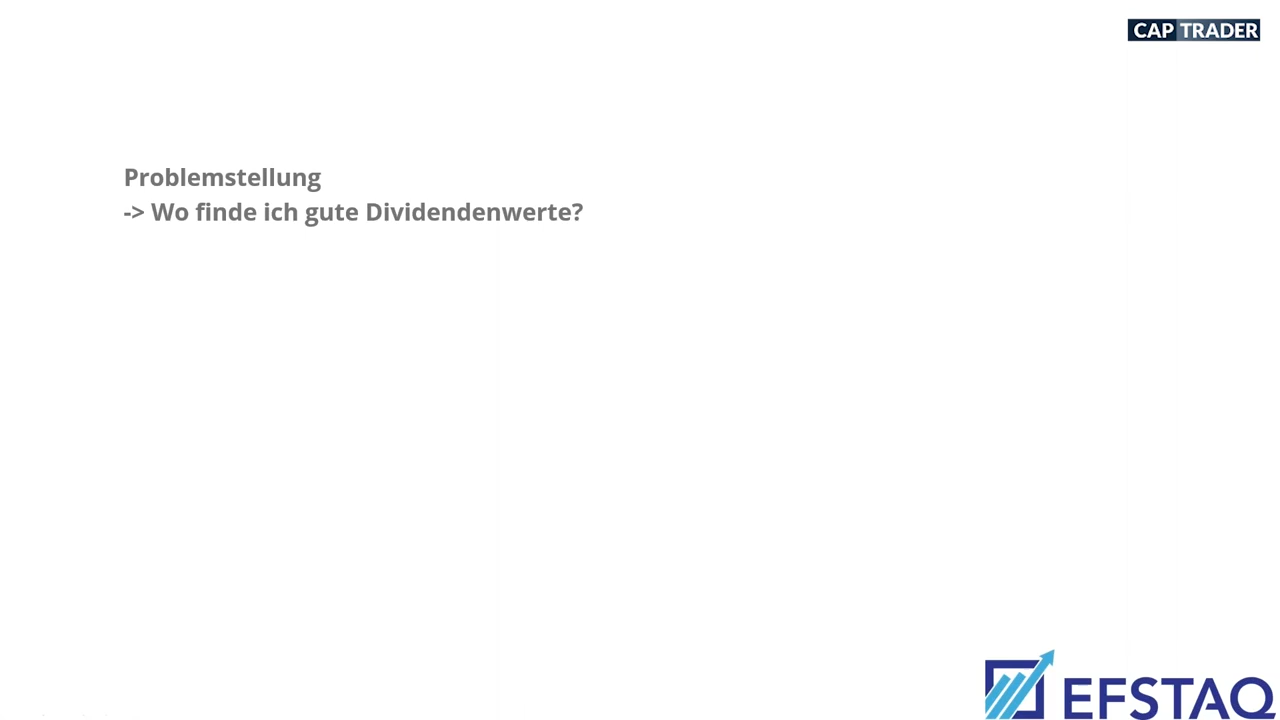 CAP TRADER
Problemstellung
-> Wo finde ich gute Dividendenwerte?
EFSTAQ